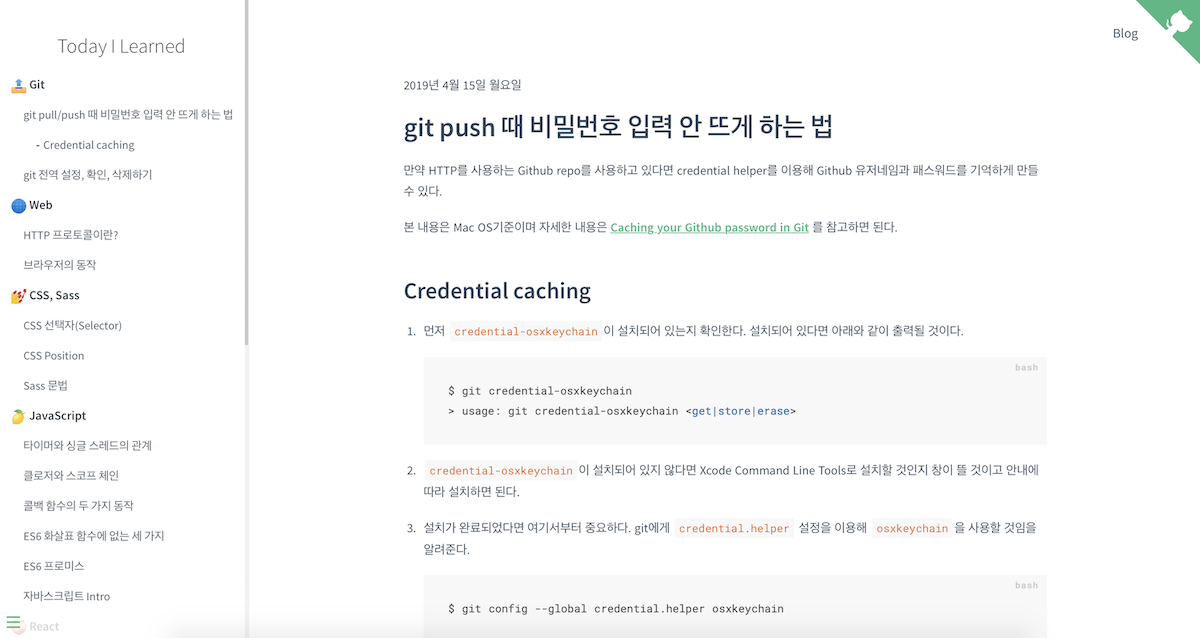 Today I Learned
Git
git pull/push 때 비밀번호 입력 안 뜨게 하는 법
- Credential caching
git 전역 설정, 확인, 삭제하기
Web
HTTP 프로토콜이란?
브라우저의 동작
CSS, Sass
CSS 선택자(Selector)
CSS Position
Sass 문법
JavaScript
타이머와 싱글 스레드의 관계
클로저와 스코프 체인
콜백 함수의 두 가지 동작
ES6 화살표 함수에 없는 세 가지
ES6 프로미스
자바스크립트 Intro
React
Blog
2019년 4월 15일 월요일
git push 때 비밀번호 입력 안 뜨게 하는 법
만약 HTTP를 사용하는 Github repo를 사용하고 있다면 credential helper를 이용해 Github 유저네임과 패스워드를 기억하게 만들
수 있다.
본 내용은 Mac OS기준이며 자세한 내용은 Caching your Github password in Git 를 참고하면 된다.
Credential caching
1. 먼저 credential-osxkeychain 이 설치되어 있는지 확인한다. 설치되어 있다면 아래와 같이 출력될 것이다.
bash
$ git credential-osxkeychain
> usage: git credential-osxkeychain <get|store|erase>
2. credential-osxkeychain 이 설치되어 있지 않다면 Xcode Command Line Tools로 설치할 것인지 창이 뜰 것이고 안내에
따라 설치하면 된다.
3. 설치가 완료되었다면 여기서부터 중요하다. git에게 credential.helper 설정을 이용해 osxkeychain 을 사용할 것임을
알려준다.
bash
$ git config --global credential.helper osxkeychain